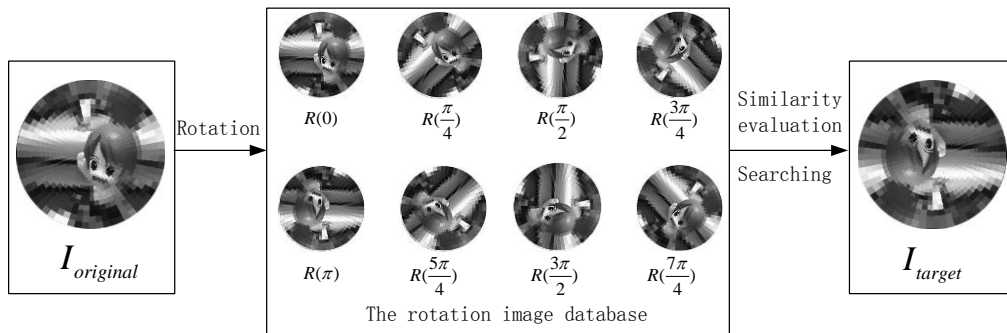 I_original
Rotation
R(0) R(π/4) R(π/2) R(3π/4)
R(π) R(5π/4) R(3π/2) R(7π/4)
The rotation image database
Similarity
evaluation
Searching
I_target